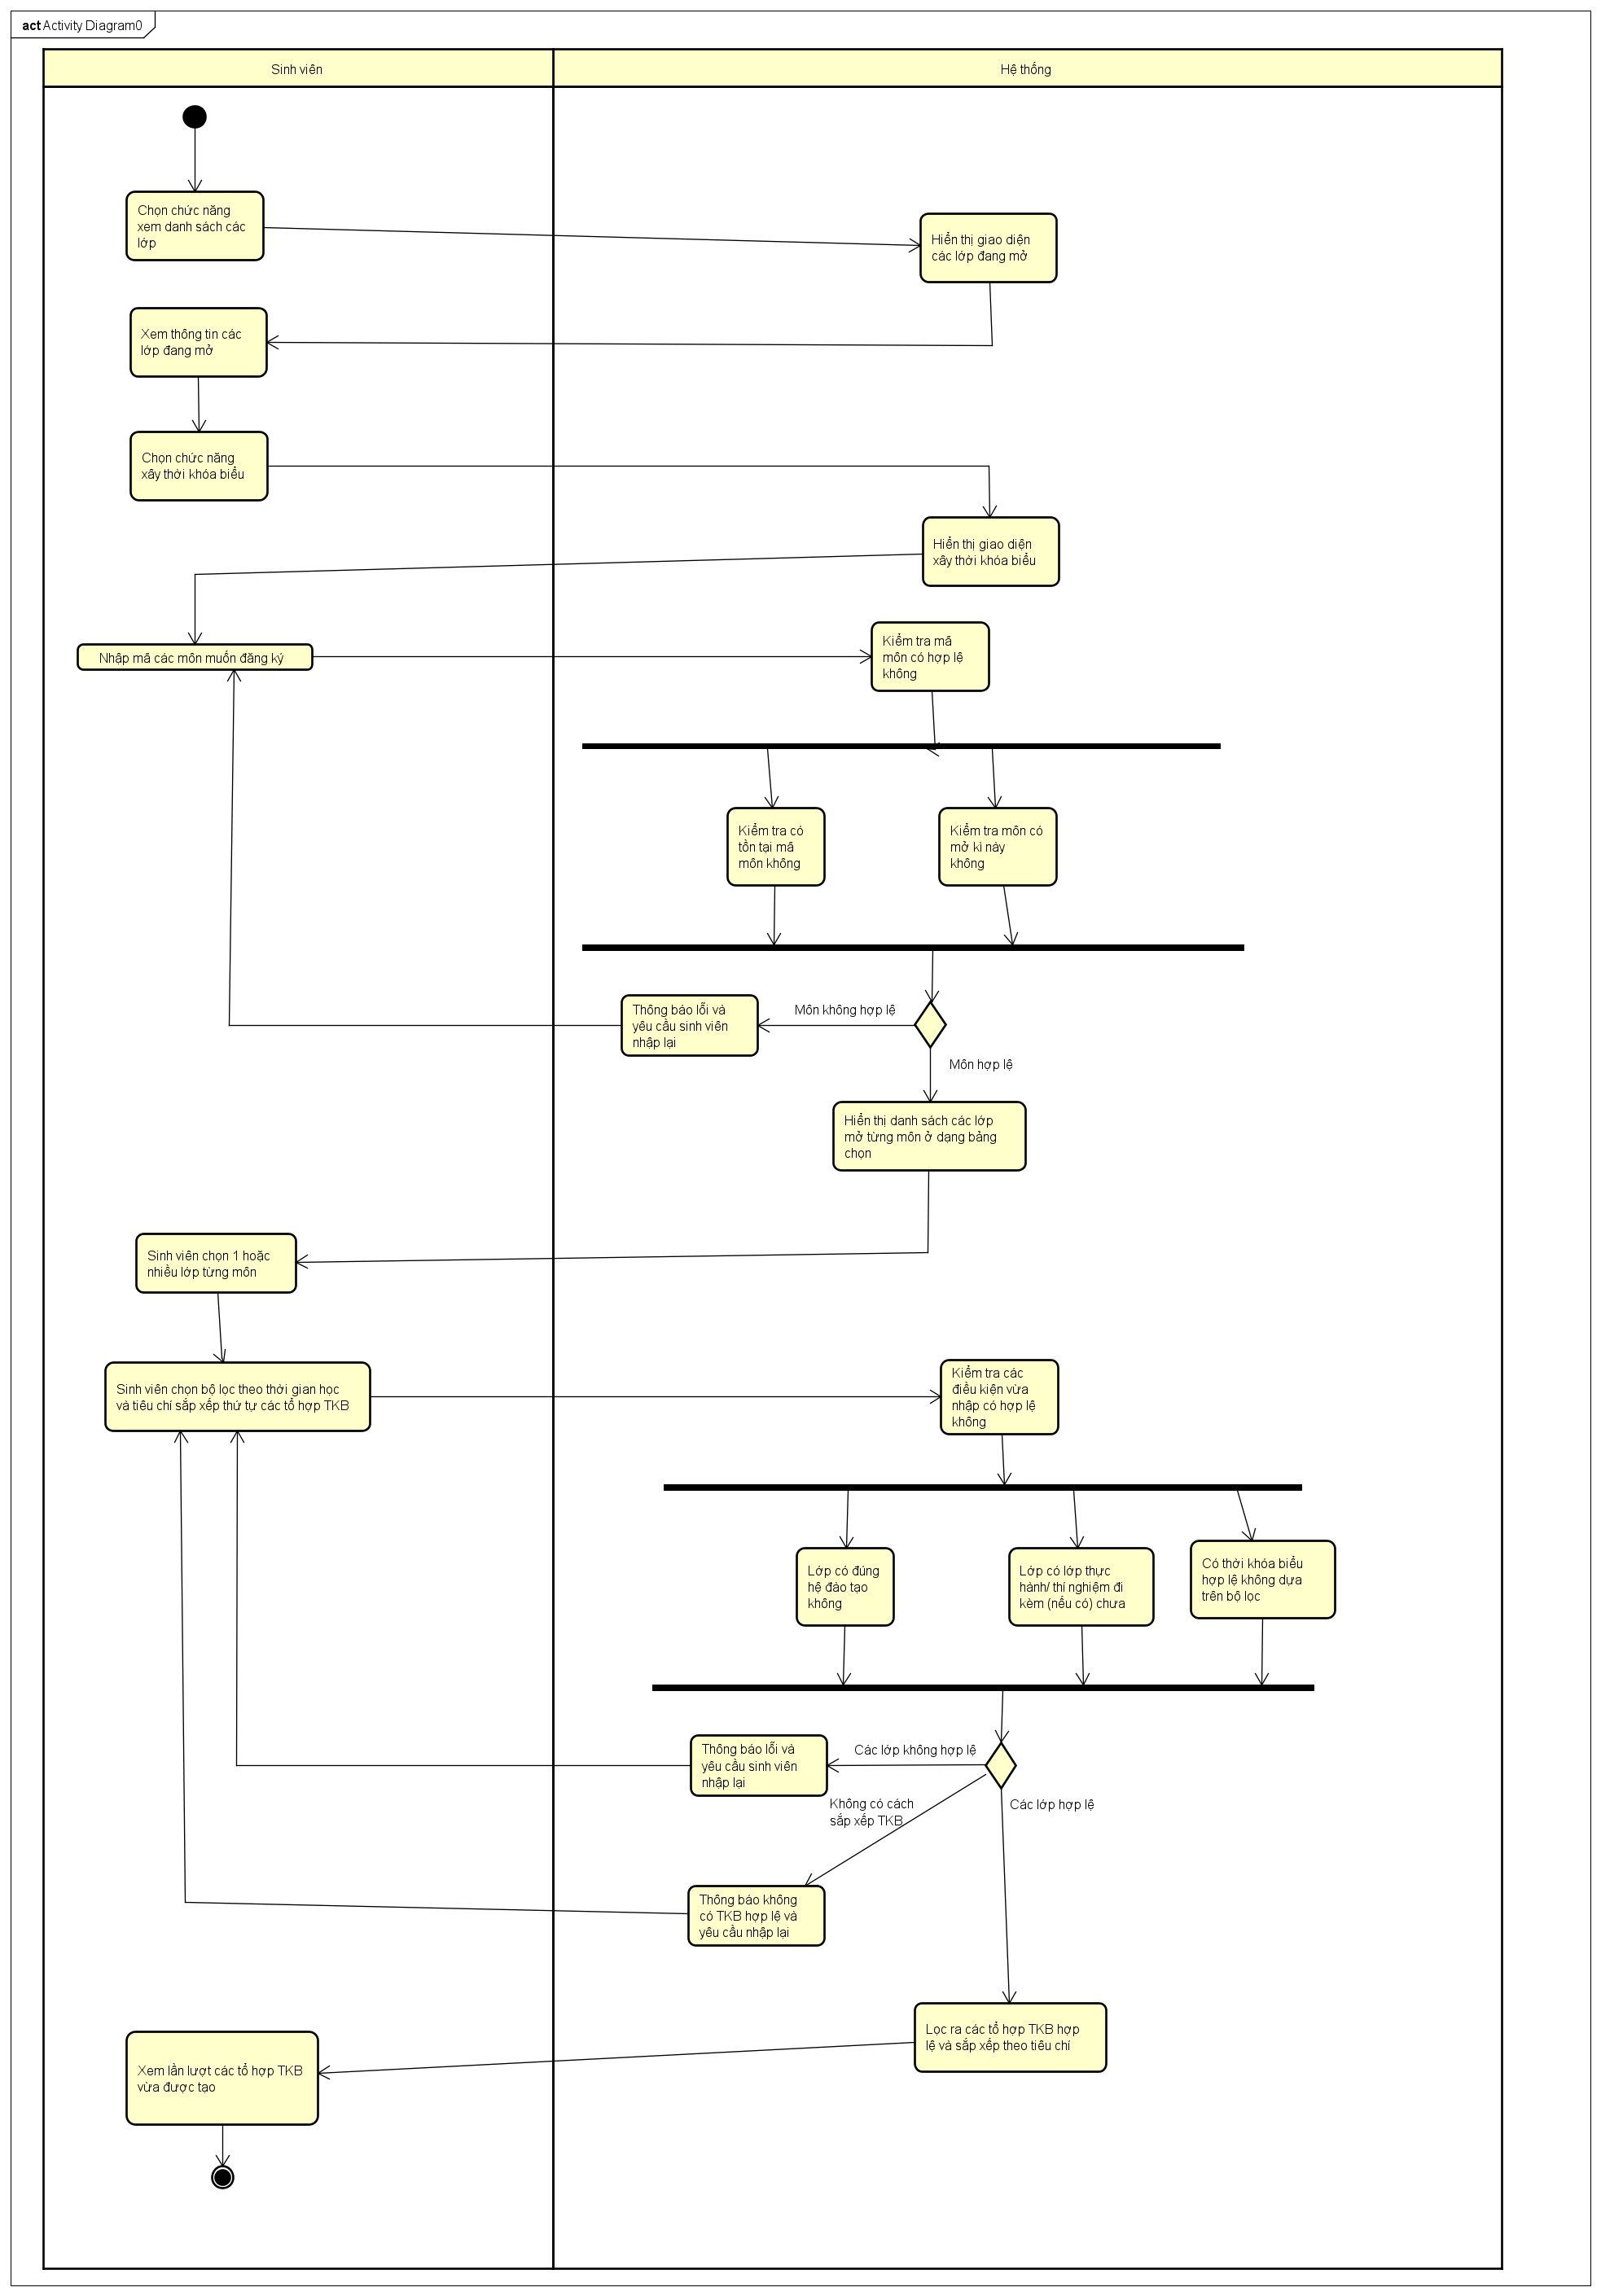 act Activity Diagram0
Sinh viên
Hệ thống
Chọn chức năng
xem danh sách các
lớp
Hiển thị giao diện
các lớp đang mở
Xem thông tin các
lớp đang mở
Chọn chức năng
xây thời khóa biểu
Hiển thị giao diện
xây thời khóa biểu
Nhập mã các môn muốn đăng ký
Kiểm tra mã
môn có hợp lệ
không
Kiểm tra có
tồn tại mã
môn không
Kiểm tra môn có
mở kì này
không
Thông báo lỗi và
yêu cầu sinh viên
nhập lại
Môn không hợp lệ
Môn hợp lệ
Hiển thị danh sách các lớp
mở từng môn ở dạng bảng
chọn
Sinh viên chọn 1 hoặc
nhiều lớp từng môn
Sinh viên chọn bộ lọc theo thời gian học
và tiêu chí sắp xếp thứ tự các tổ hợp TKB
Kiểm tra các
điều kiện vừa
nhập có hợp lệ
không
Lớp có đúng
hệ đào tạo
không
Lớp có lớp thực
hành/ thí nghiệm đi
kèm (nếu có) chưa
Có thời khóa biểu
hợp lệ không dựa
trên bộ lọc
Thông báo lỗi và
yêu cầu sinh viên
nhập lại
Các lớp không hợp lệ
Không có cách
sắp xếp TKB
Các lớp hợp lệ
Thông báo không
có TKB hợp lệ và
yêu cầu nhập lại
Lọc ra các tổ hợp TKB hợp
lệ và sắp xếp theo tiêu chí
Xem lần lượt các tổ hợp TKB
vừa được tạo